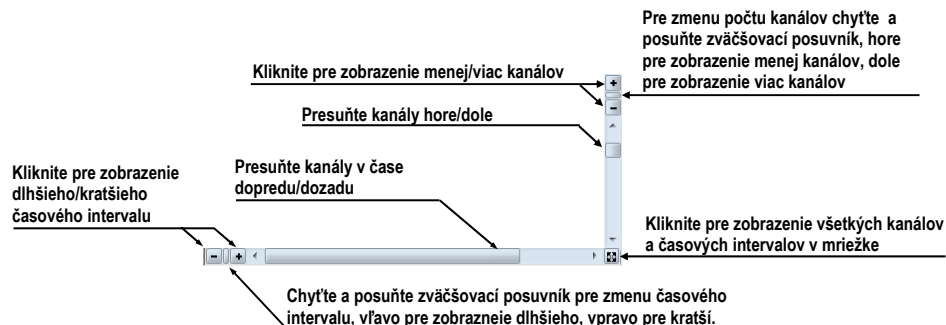 Pre zmenu počtu kanálov chyťte a
posuňte zväčšovací posuvník, hore
pre zobrazenie menej kanálov, dole
pre zobrazenie viac kanálov
Kliknite pre zobrazenie menej/viac kanálov
Presuňte kanály hore/dole
Kliknite pre zobrazenie
dlhšieho/kratšieho
časového intervalu
Presuňte kanály v čase
dopredu/dozadu
Kliknite pre zobrazenie všetkých kanálov
a časových intervalov v mriežke
Chyťte a posuňte zväčšovací posuvník pre zmenu časového
intervalu, vľavo pre zobrazneie dlhšieho, vpravo pre kratší.